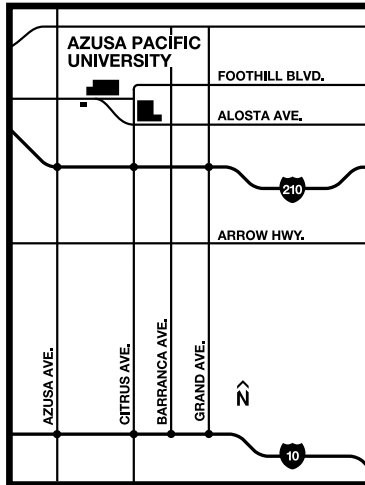 AZUSA PACIFIC
UNIVERSITY
FOOTHILL BLVD.
ALOSTA AVE.
210
ARROW HWY.
AZUSA AVE.
CITRUS AVE.
BARRANCA AVE.
GRAND AVE.
N
10